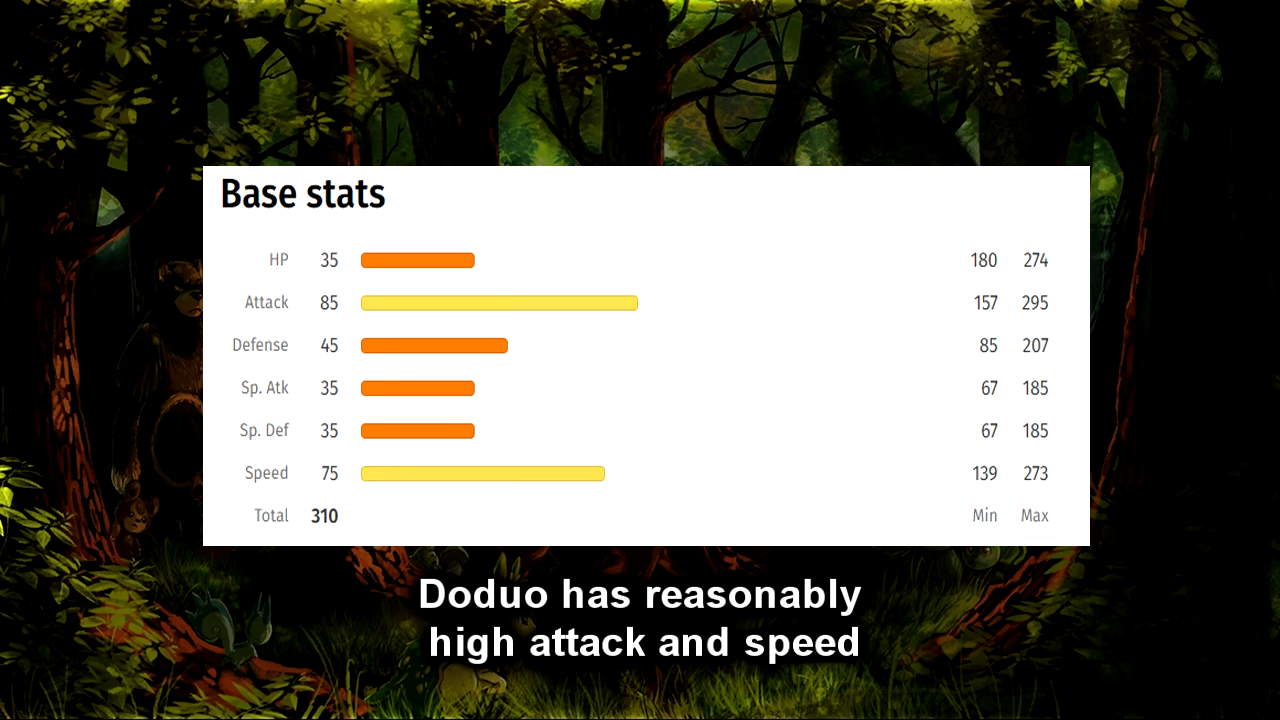 Base stats
HP 35 180 274
Attack 85 157 295
Defense 45 85 207
Sp. Atk 35 67 185
Sp. Def 35 67 185
Speed 75 139 273
Total 310 Min Max
Doduo has reasonably
high attack and speed